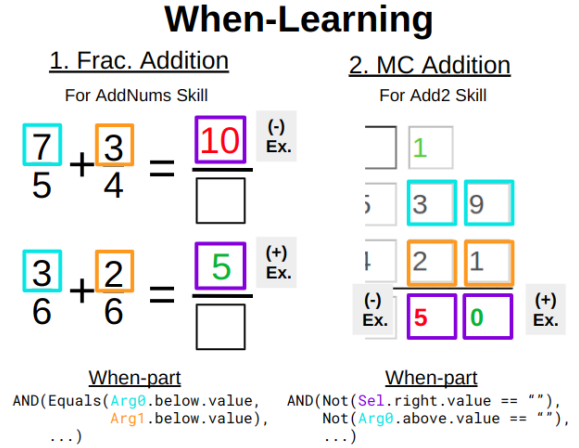 When-Learning
1. Frac. Addition
For AddNums Skill
7 + 3 = 10
5 4
(-)
Ex.
3 + 2 = 5
6 6
(+)
Ex.
When-part
AND(Equals(Arg0.below.value,
Arg1.below.value),
...)
2. MC Addition
For Add2 Skill
1
5 3 9
4 2 1
(-)
Ex.
5 0
(+)
Ex.
When-part
AND(Not(Sel.right.value == “”),
Not(Arg0.above.value == “”),
...)